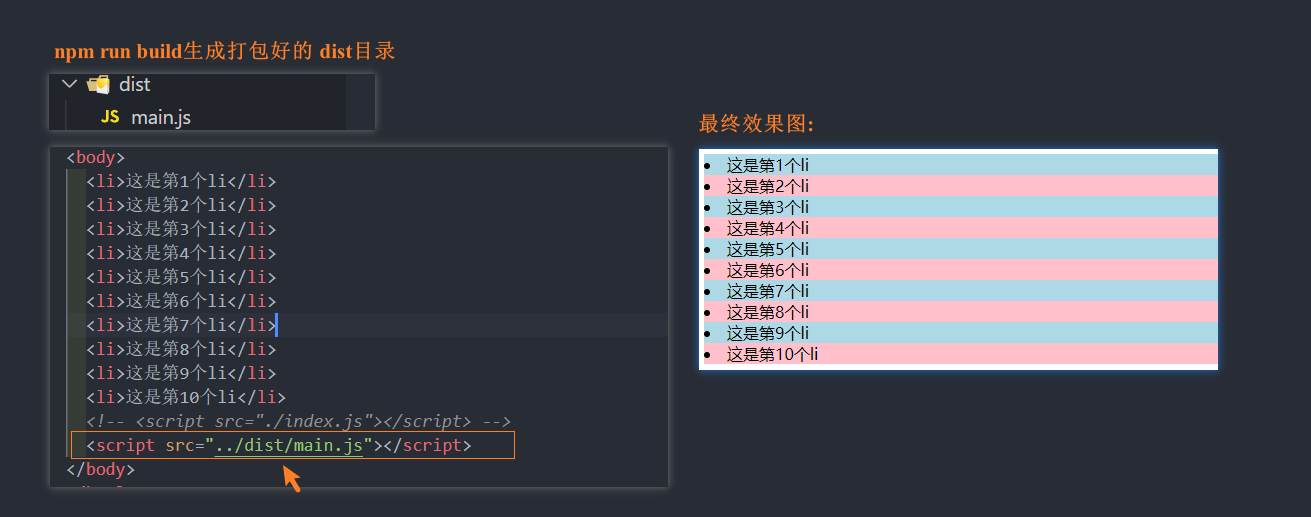 npm run build生成打包好的 dist目录
dist
JS main.js
<body>
<li>这是第1个li</li>
<li>这是第2个li</li>
<li>这是第3个li</li>
<li>这是第4个li</li>
<li>这是第5个li</li>
<li>这是第6个li</li>
<li>这是第7个li</li>
<li>这是第8个li</li>
<li>这是第9个li</li>
<li>这是第10个li</li>
<!-- <script src="./index.js"></script> -->
<script src="../dist/main.js"></script>
</body>
最终效果图:
• 这是第1个li
• 这是第2个li
• 这是第3个li
• 这是第4个li
• 这是第5个li
• 这是第6个li
• 这是第7个li
• 这是第8个li
• 这是第9个li
• 这是第10个li